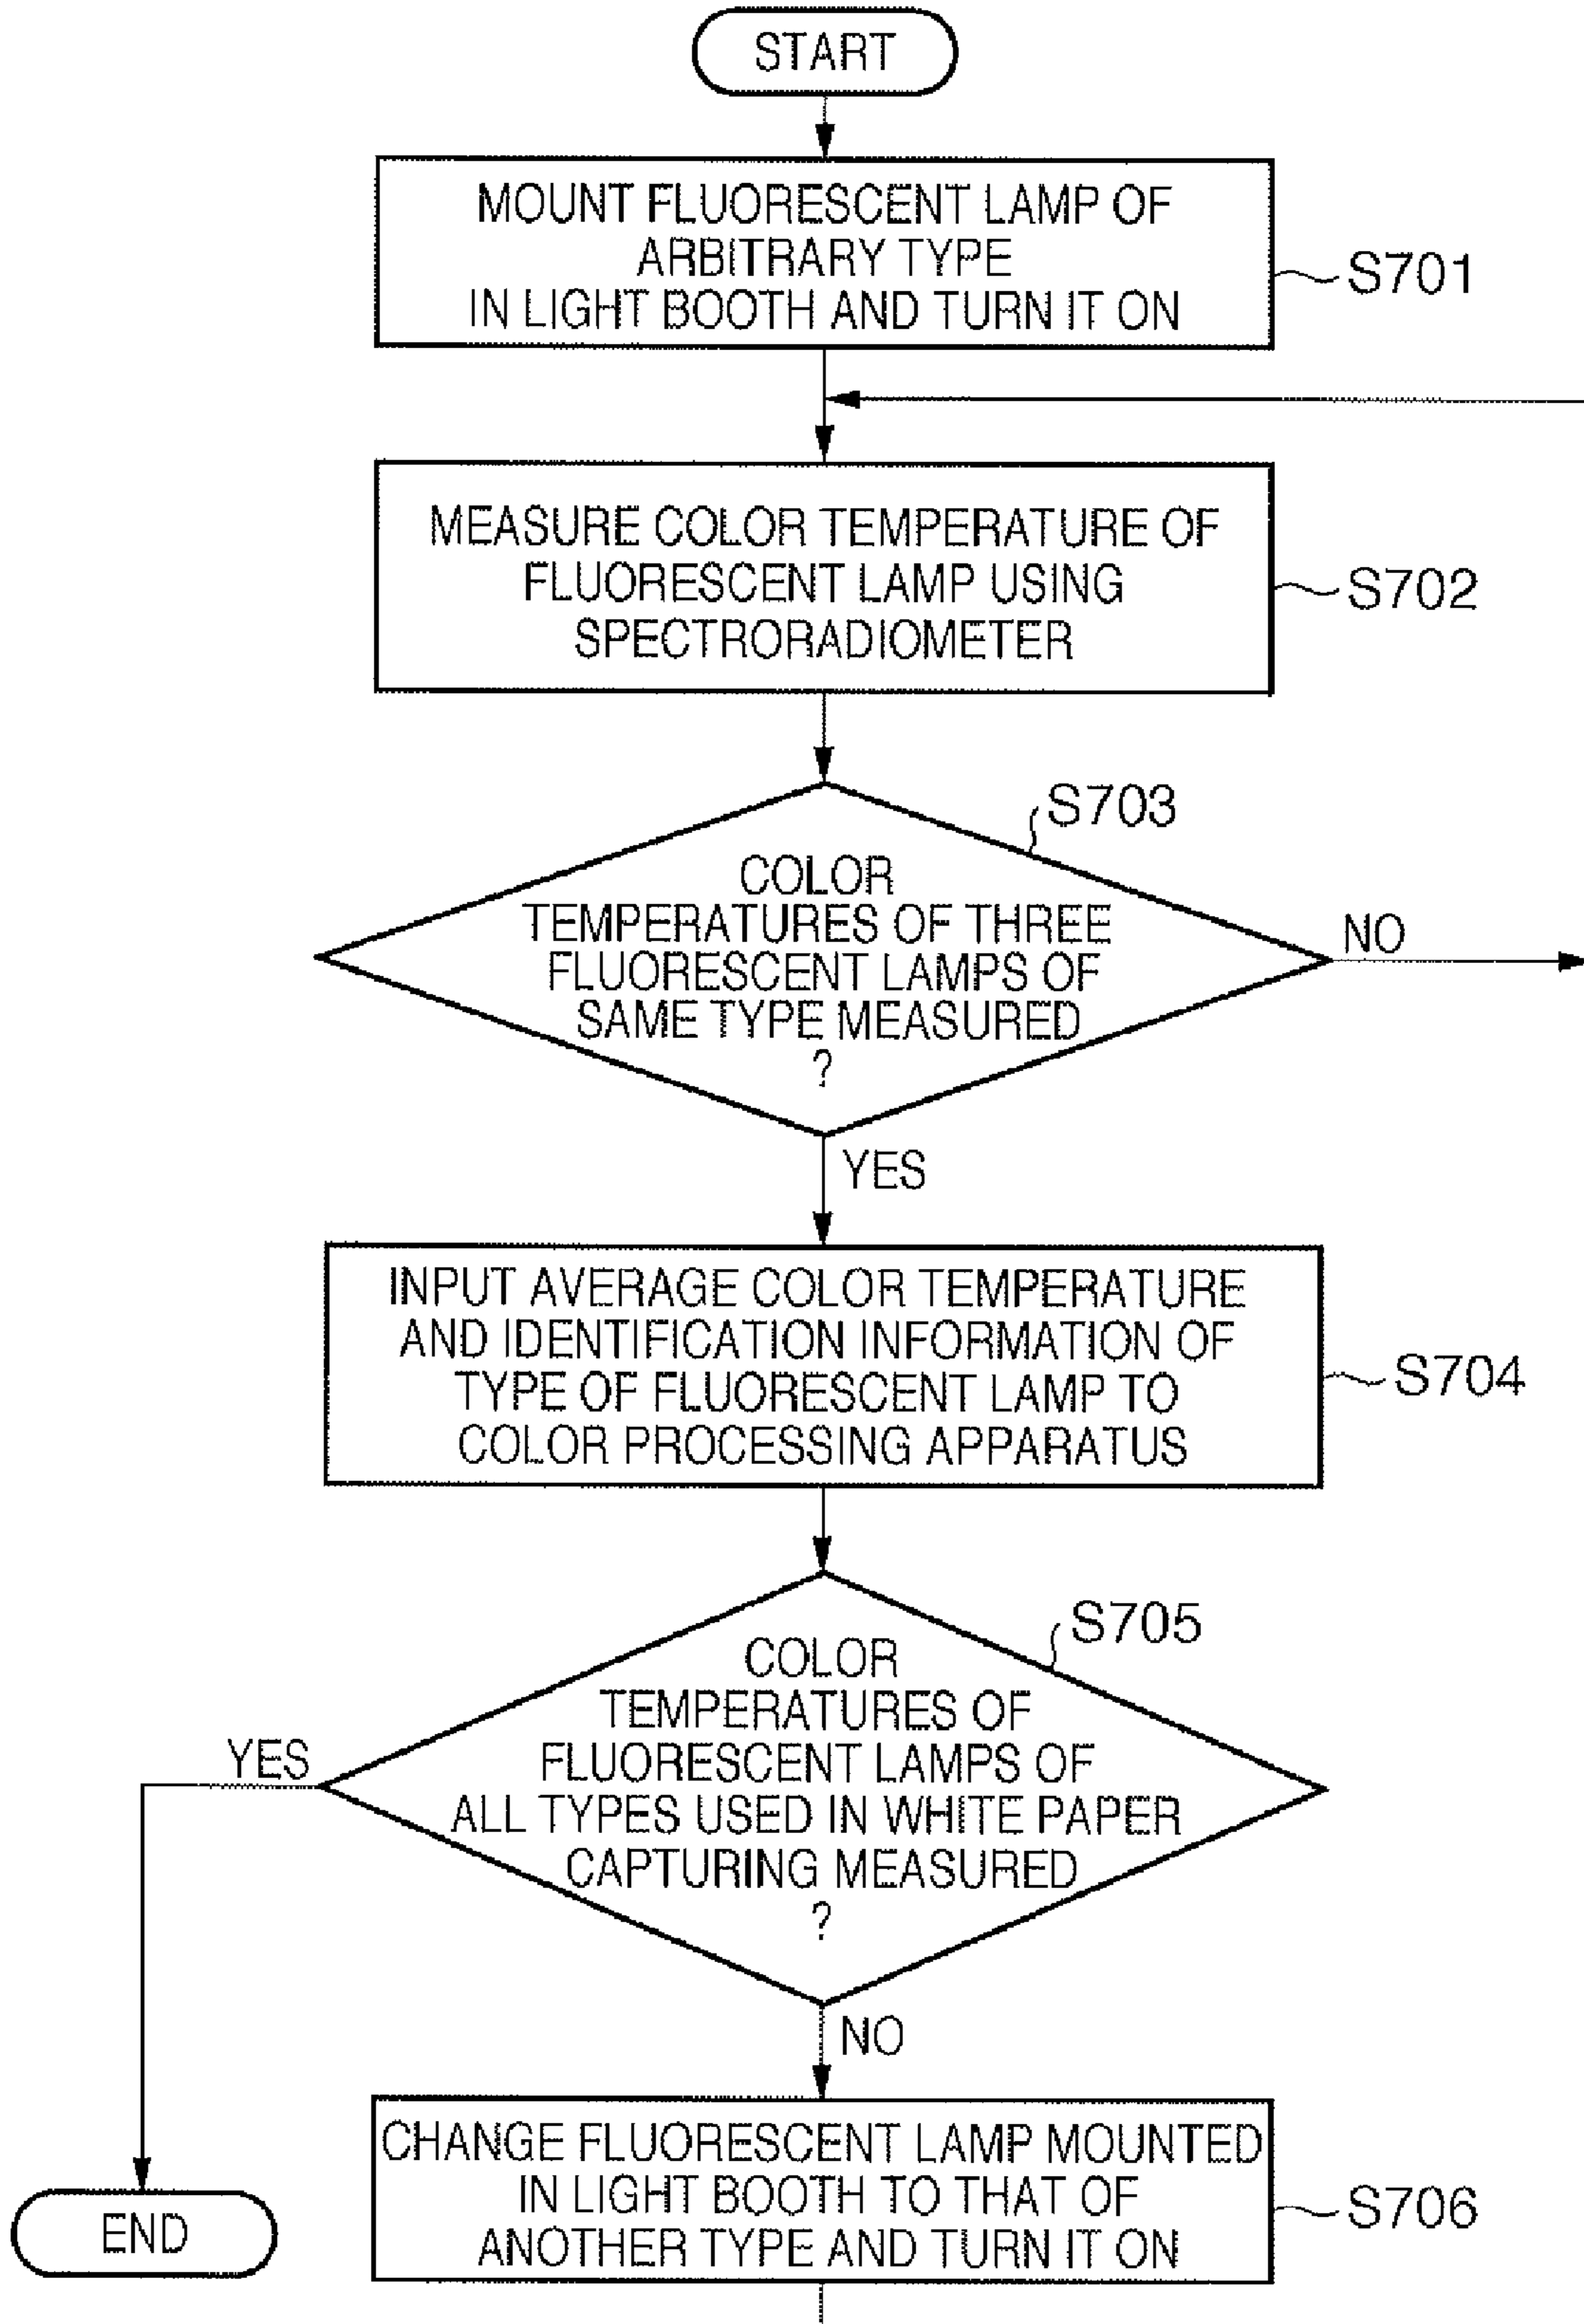 START
MOUNT FLUORESCENT LAMP OF
ARBITRARY TYPE
IN LIGHT BOOTH AND TURN IT ON
S701
MEASURE COLOR TEMPERATURE OF
FLUORESCENT LAMP USING
SPECTRORADIOMETER
S702
S703
COLOR
TEMPERATURES OF THREE
FLUORESCENT LAMPS OF
SAME TYPE MEASURED
?
NO
YES
INPUT AVERAGE COLOR TEMPERATURE
AND IDENTIFICATION INFORMATION OF
TYPE OF FLUORESCENT LAMP TO
COLOR PROCESSING APPARATUS
S704
S705
COLOR
TEMPERATURES OF
FLUORESCENT LAMPS OF
ALL TYPES USED IN WHITE PAPER
CAPTURING MEASURED
?
YES
NO
CHANGE FLUORESCENT LAMP MOUNTED
IN LIGHT BOOTH TO THAT OF
ANOTHER TYPE AND TURN IT ON
S706
END